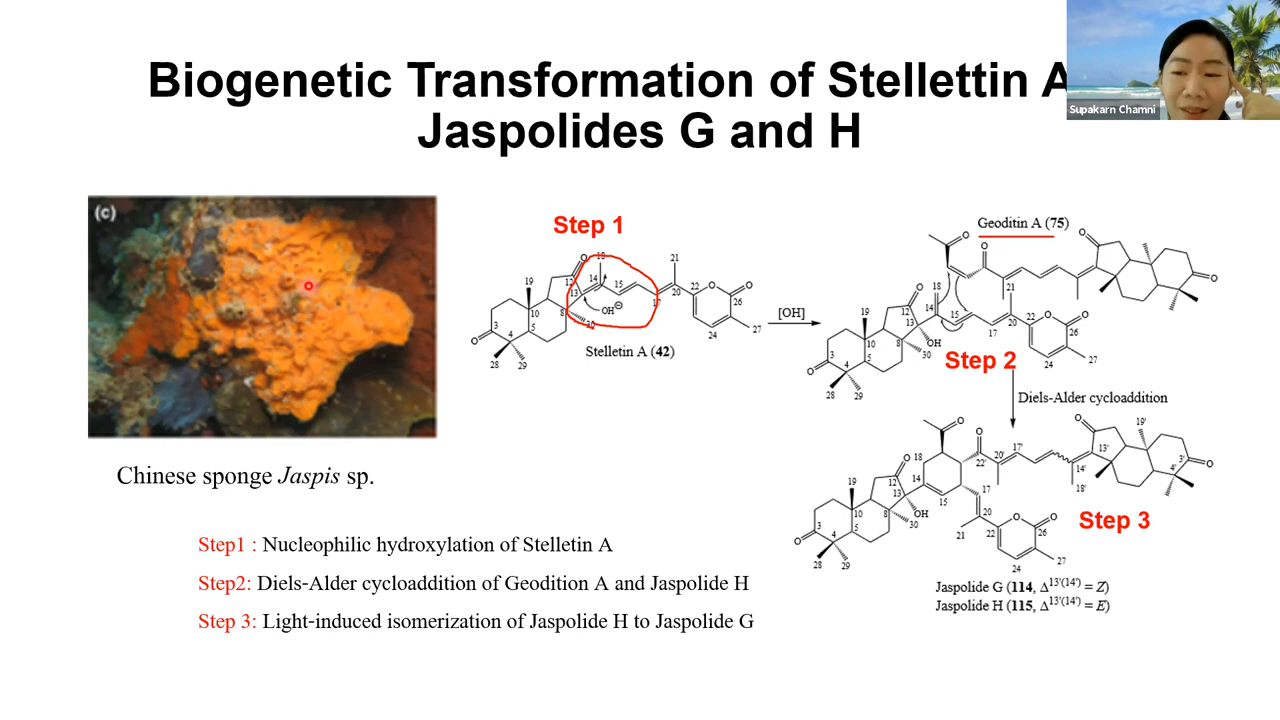 Biogenetic Transformation of Stellettin A
Jaspolides G and H
Supakarn Chamni
(c)
Chinese sponge Jaspis sp.
Step 1
Stelletin A (42)
[OH]
Geoditin A (75)
Step 2
Diels-Alder cycloaddition
Step 3
Jaspolide G (114, Δ13'(14') = Z)
Jaspolide H (115, Δ13'(14') = E)
Step1 : Nucleophilic hydroxylation of Stelletin A
Step2: Diels-Alder cycloaddition of Geodition A and Jaspolide H
Step 3: Light-induced isomerization of Jaspolide H to Jaspolide G